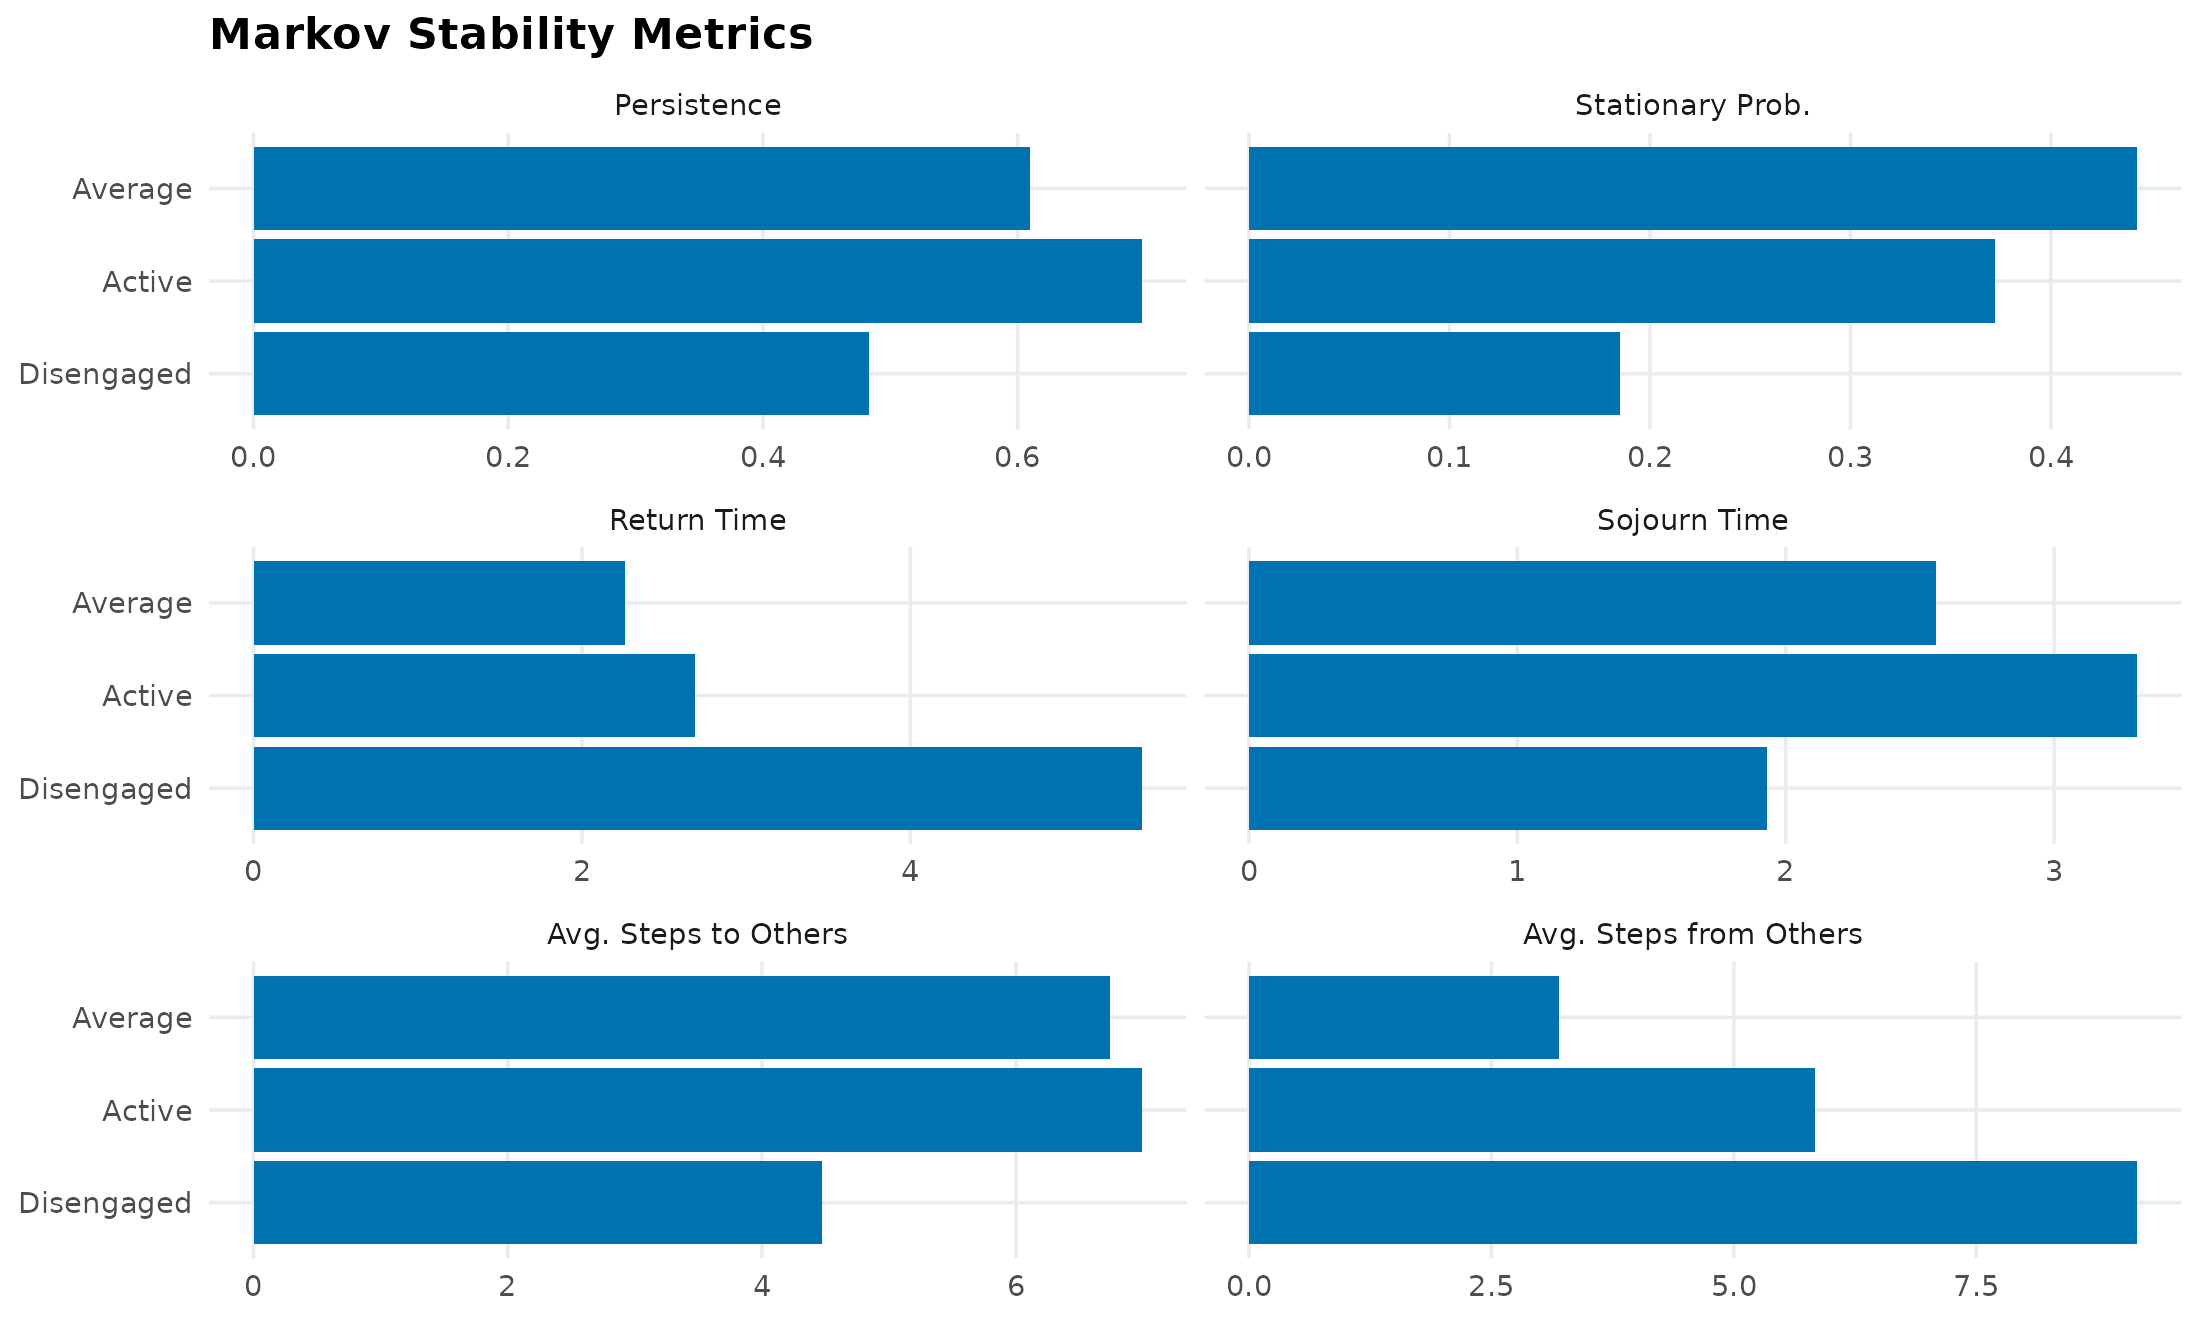 Markov Stability Metrics
Persistence
Stationary Prob.
Average
Active
Disengaged
0.0 0.2 0.4 0.6
0.0 0.1 0.2 0.3 0.4
Return Time
Sojourn Time
Average
Active
Disengaged
0 2 4
0 1 2 3
Avg. Steps to Others
Avg. Steps from Others
Average
Active
Disengaged
0 2 4 6
0.0 2.5 5.0 7.5